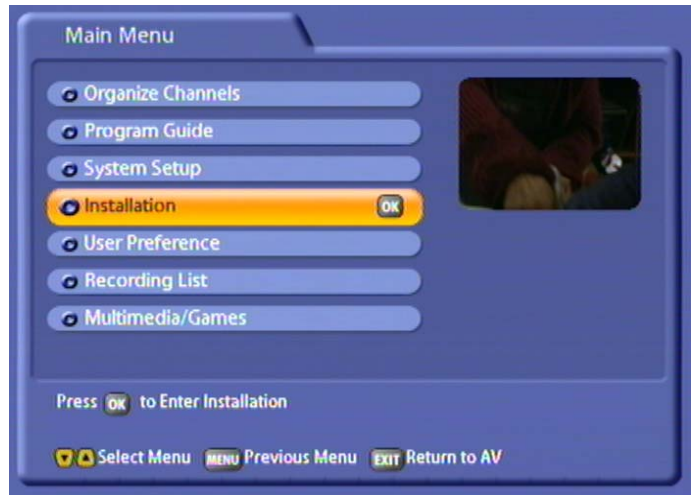 Main Menu
Organize Channels
Program Guide
System Setup
Installation OK
User Preference
Recording List
Multimedia/Games
Press OK to Enter Installation
Select Menu MENU Previous Menu EXIT Return to AV